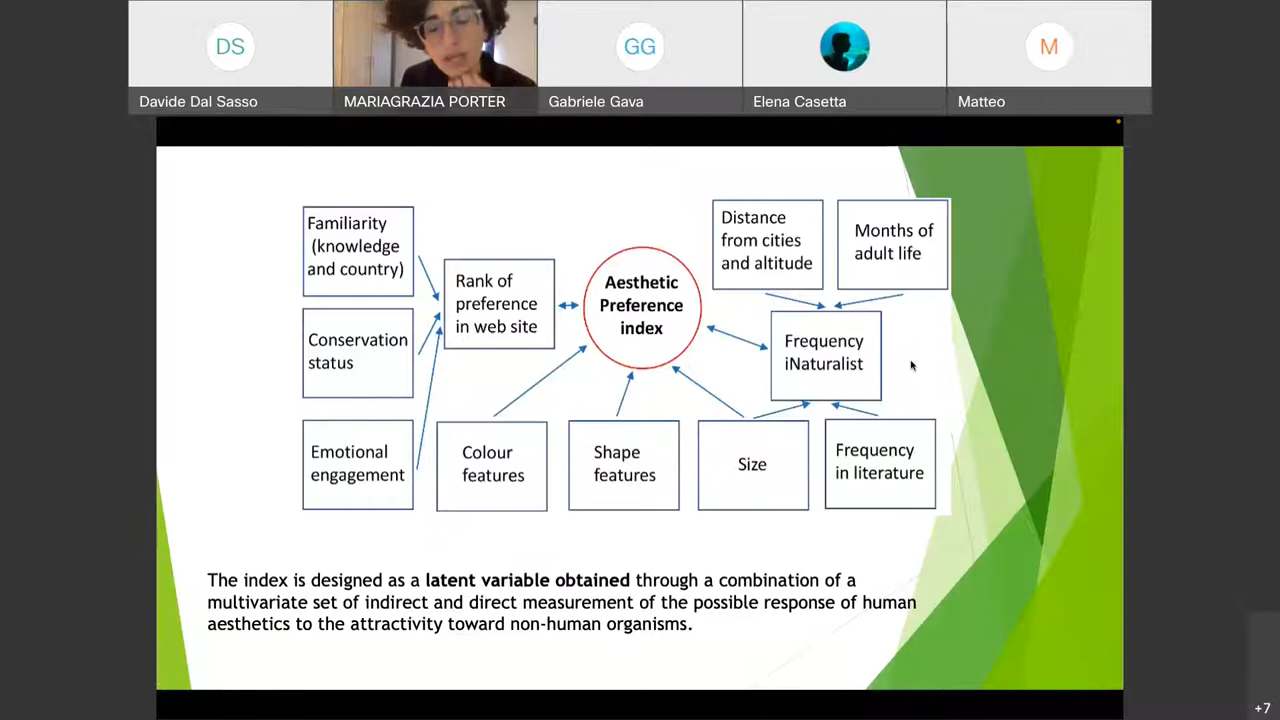 DS
GG
M
Davide Dal Sasso
MARIAGRAZIA PORTER
Gabriele Gava
Elena Casetta
Matteo
Familiarity
(knowledge
and country)
Conservation
status
Emotional
engagement
Rank of
preference
in web site
Aesthetic
Preference
index
Distance
from cities
and altitude
Months of
adult life
Frequency
iNaturalist
Colour
features
Shape
features
Size
Frequency
in literature
The index is designed as a latent variable obtained through a combination of a
multivariate set of indirect and direct measurement of the possible response of human
aesthetics to the attractivity toward non-human organisms.
+7